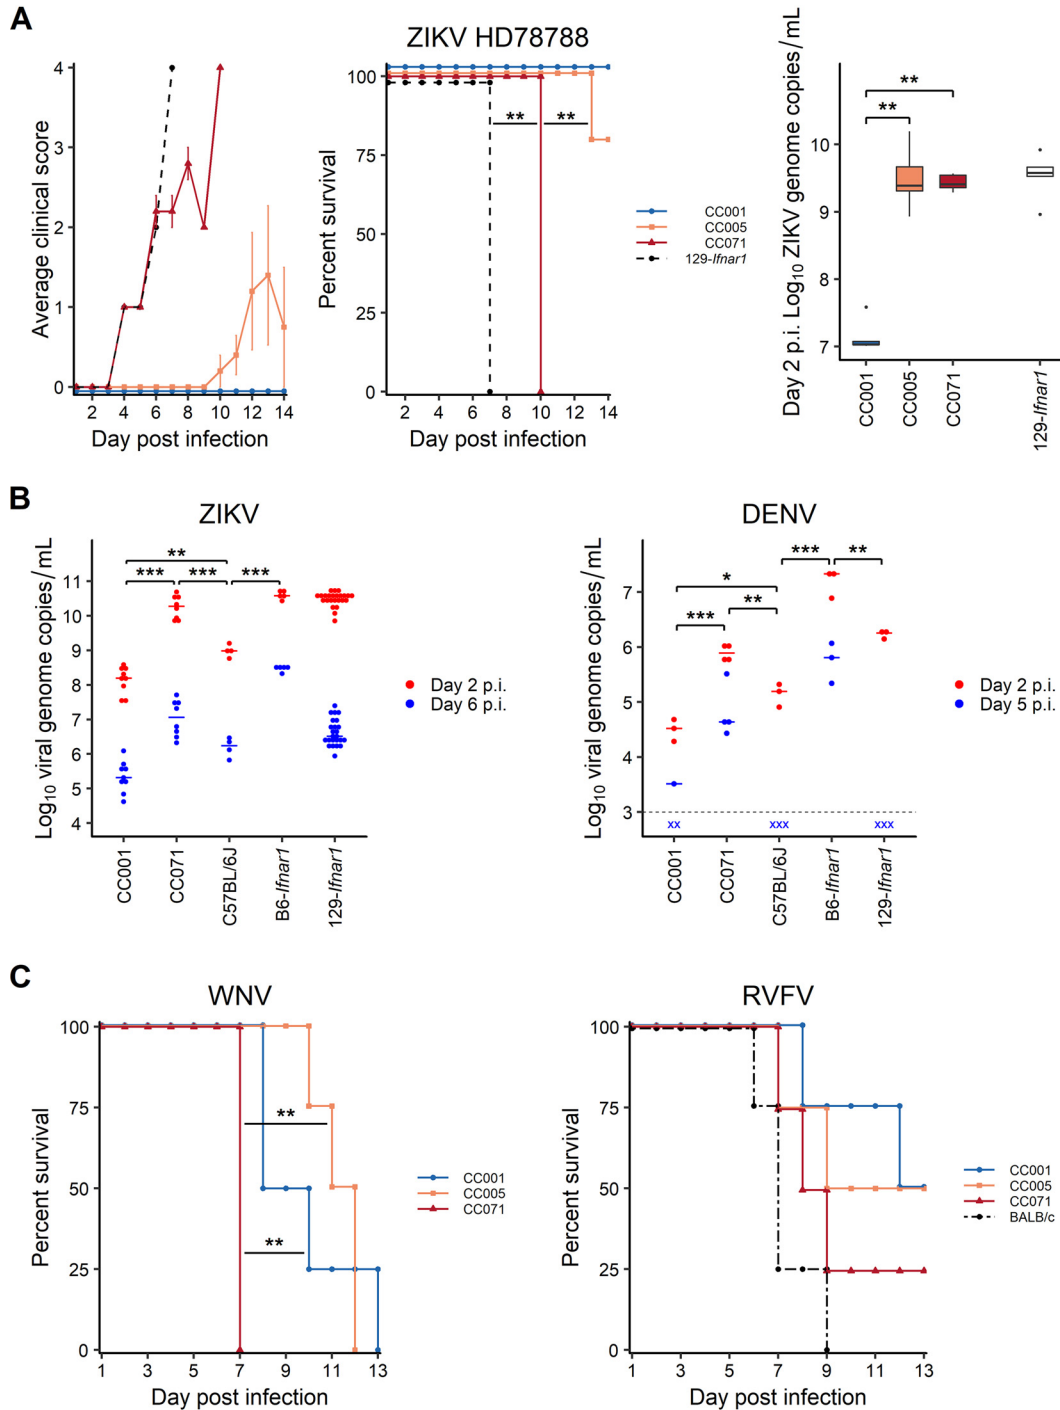 A
ZIKV HD78788
Average clinical score
4
3
2
1
0
2 4 6 8 10 12 14
Day post infection
Percent survival
100
75
50
25
0
** **
2 4 6 8 10 12 14
Day post infection
CC001
CC005
CC071
129-Ifnar1
Day 2 p.i. Log10 ZIKV genome copies/mL
10
9
8
7
**
**
CC001
CC005
CC071
129-Ifnar1
B
ZIKV
Log10 viral genome copies/mL
11
10
9
8
7
6
5
4
**
*** *** ***
CC001
CC071
C57BL/6J
B6-Ifnar1
129-Ifnar1
Day 2 p.i.
Day 6 p.i.
DENV
Log10 viral genome copies/mL
7
6
5
4
3
*** **
*
**
***
xx xxx xxx
CC001
CC071
C57BL/6J
B6-Ifnar1
129-Ifnar1
Day 2 p.i.
Day 5 p.i.
C
WNV
Percent survival
100
75
50
25
0
**
**
1 3 5 7 9 11 13
Day post infection
CC001
CC005
CC071
RVFV
Percent survival
100
75
50
25
0
1 3 5 7 9 11 13
Day post infection
CC001
CC005
CC071
BALB/c